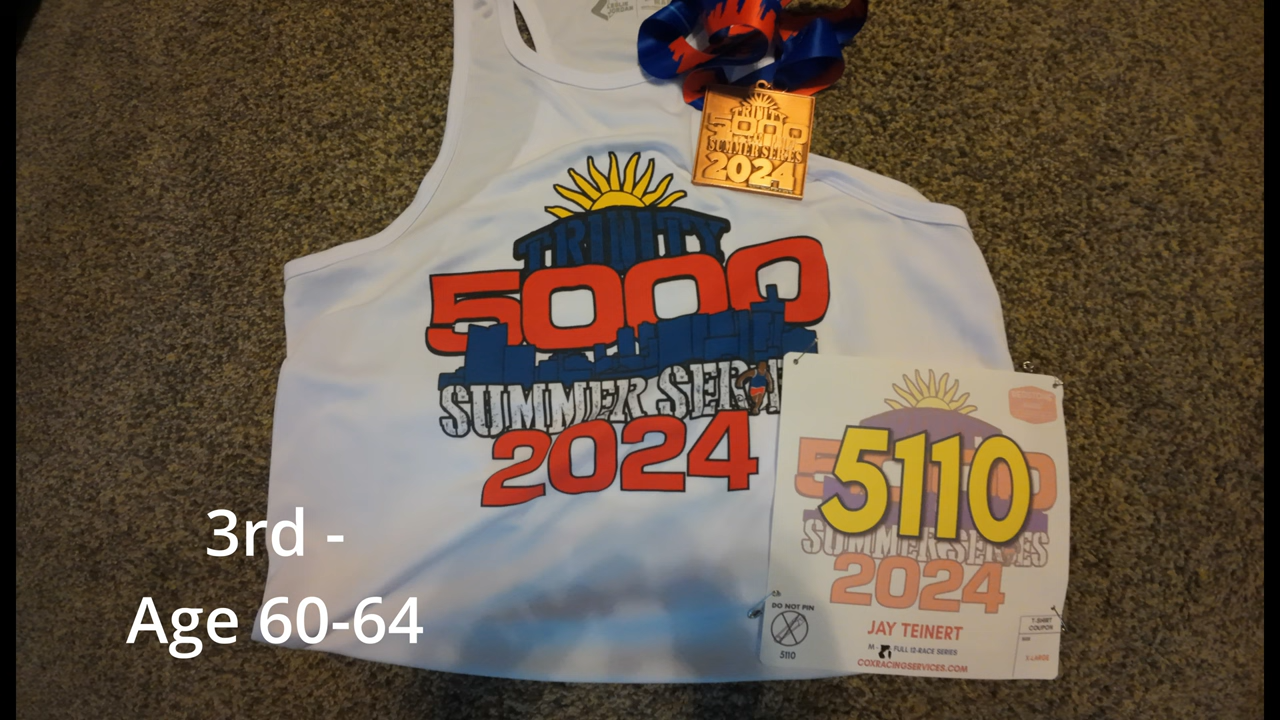 TRINITY
5000
SUMMER SERIES
2024
TRINITY
5000
SUMMER SERI
2024
5110
SUMMER SERIES
2024
DO NOT PIN
5110
JAY TEINERT
M - FULL 12-RACE SERIES
COXRACINGSERVICES.COM
T-SHIRT
COUPON
X-LARGE
3rd -
Age 60-64